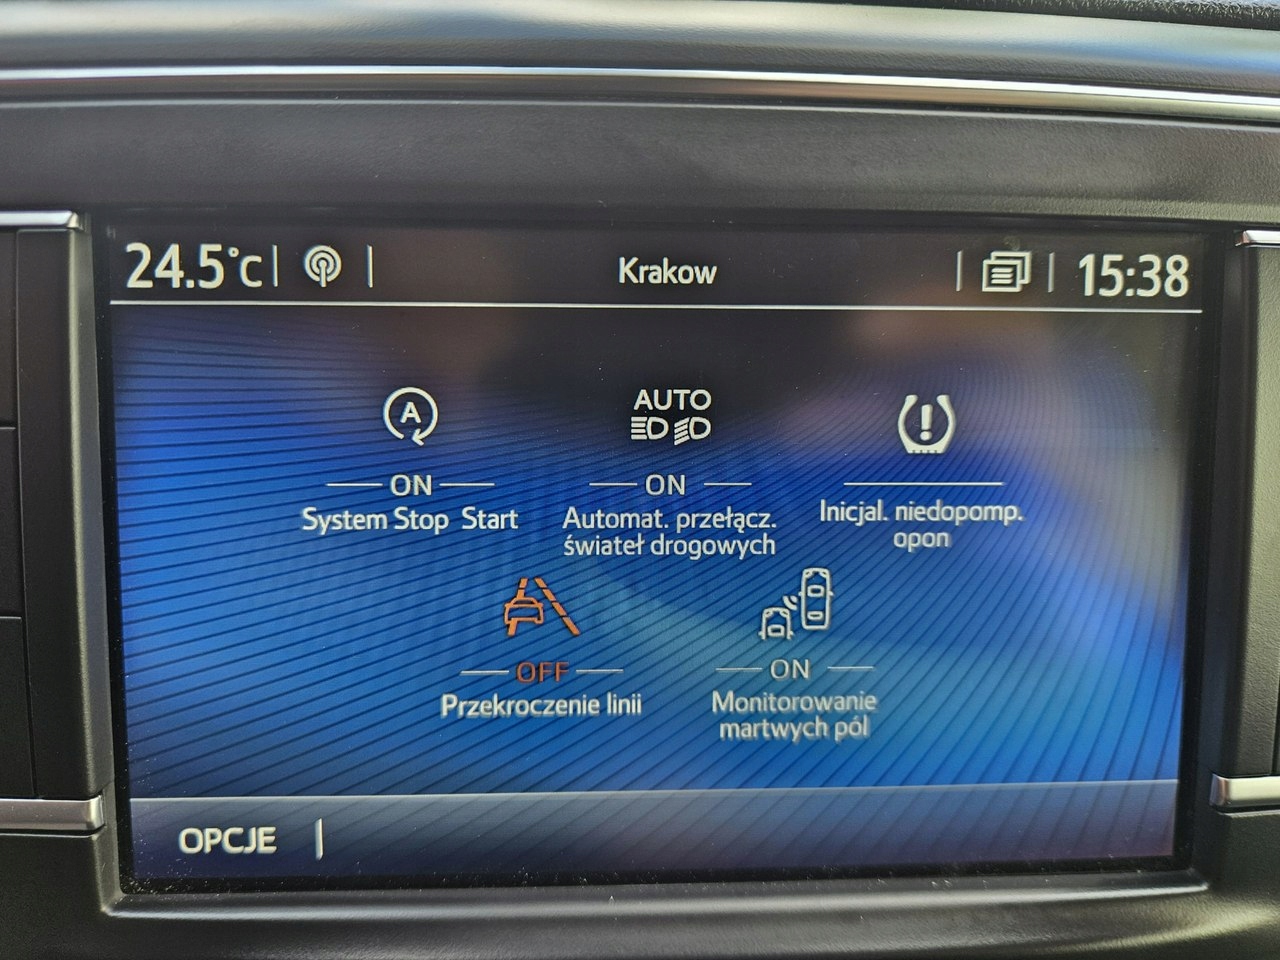 24.5°C
Krakow
15:38
A
AUTO
ON
System Stop Start
ON
Automat. przełącz.
świateł drogowych
Inicjal. niedopomp.
opon
OFF
Przekroczenie linii
ON
Monitorowanie
martwych pól
OPCJE